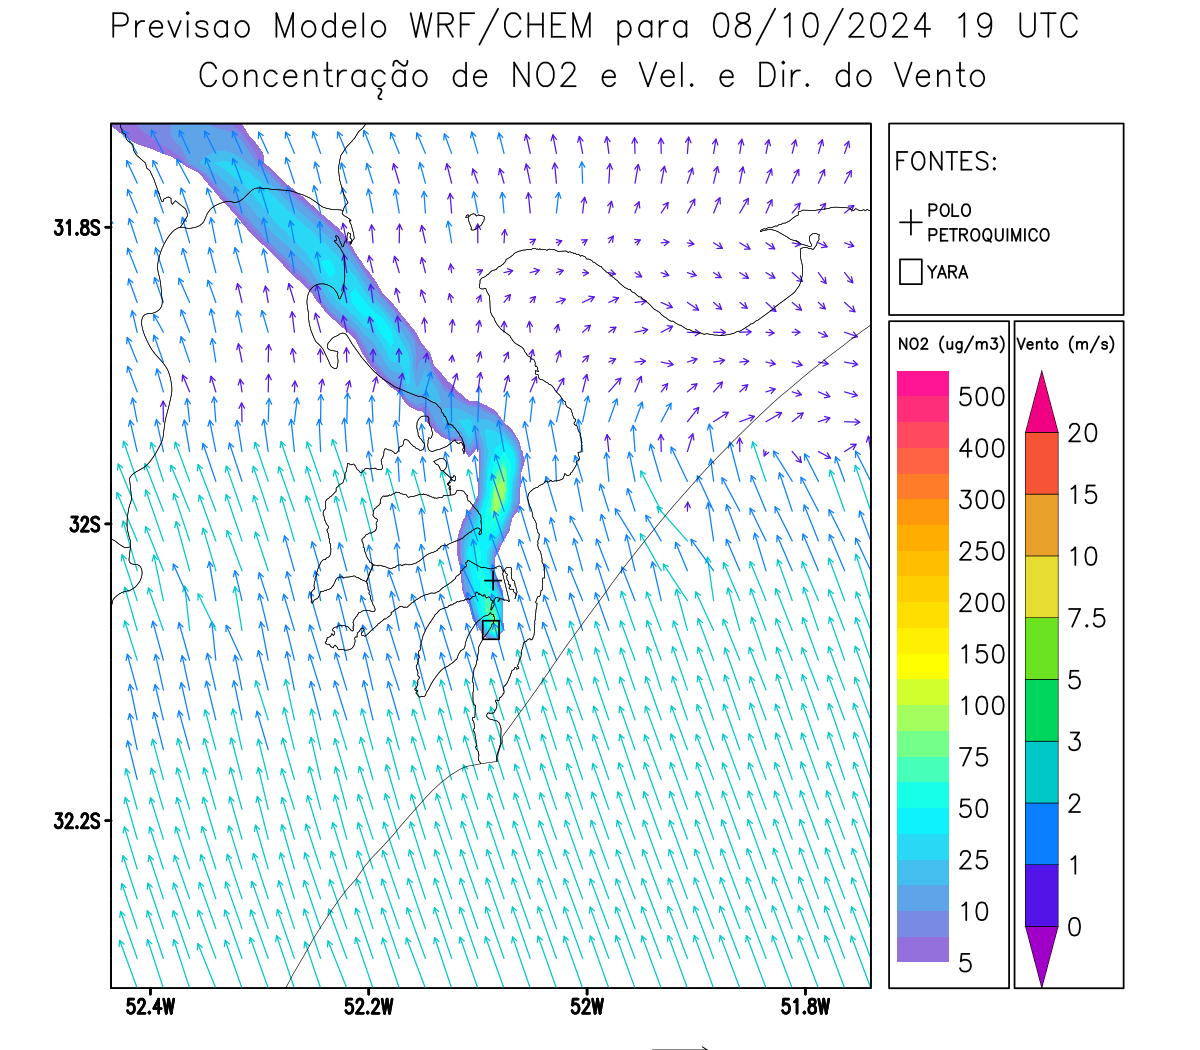 Previsao Modelo WRF/CHEM para 08/10/2024 19 UTC
Concentração de NO2 e Vel. e Dir. do Vento
FONTES:
POLO
PETROQUIMICO
YARA
NO2 (ug/m3)
500
400
300
250
200
150
100
75
50
25
10
5
Vento (m/s)
20
15
10
7.5
5
3
2
1
0
31.8S
32S
32.2S
52.4W
52.2W
52W
51.8W